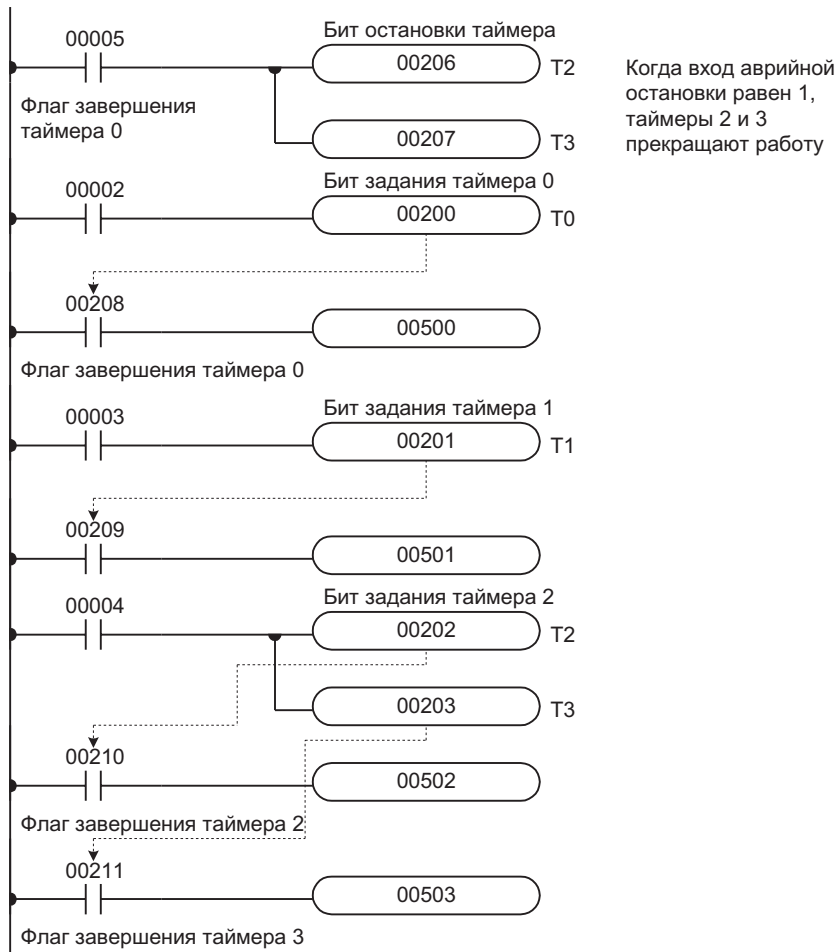 00005
Бит остановки таймера
00206
T2
Когда вход аврийной
остановки равен 1,
таймеры 2 и 3
прекращают работу
Флаг завершения
таймера 0
00207
T3
00002
Бит задания таймера 0
00200
T0
00208
00500
Флаг завершения таймера 0
00003
Бит задания таймера 1
00201
T1
00209
00501
00004
Бит задания таймера 2
00202
T2
00203
T3
00210
00502
Флаг завершения таймера 2
00211
00503
Флаг завершения таймера 3